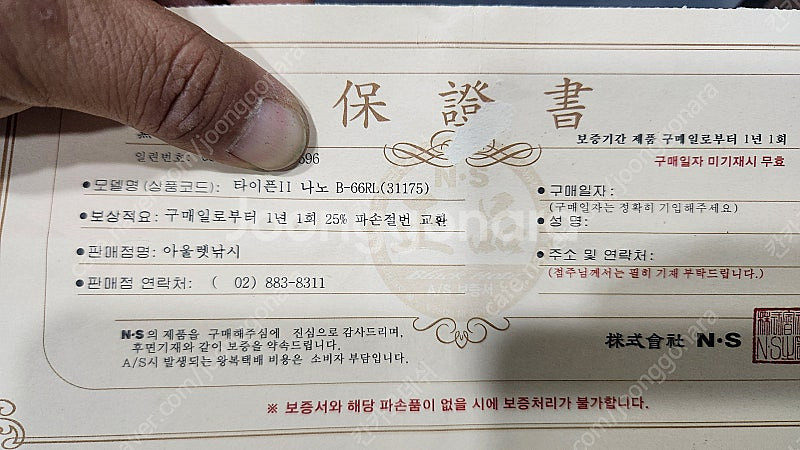 保證書
보증기간 제품 구매일로부터 1년 1회
구매일자 미기재시 무효
일련번호: 696
N·S
●모델명(상품코드): 타이푼II 나노 B-66RL(31175)
●보상적요: 구매일로부터 1년 1회 25% 파손절번 교환
●판매점명: 아울렛낚시
●판매점 연락처: ( 02) 883-8311
●구매일자:
(구매일자는 정확히 기입해주세요)
●성 명:
●주소 및 연락처:
(점주님께서는 필히 기재 부탁드립니다.)
A/S 보증서
N·S의 제품을 구매해주심에 진심으로 감사드리며,
후면기재와 같이 보증을 약속드립니다.
A/S시 발생되는 왕복택배 비용은 소비자 부담입니다.
株式會社 N·S
※ 보증서와 해당 파손품이 없을 시에 보증처리가 불가합니다.
Joonggonara